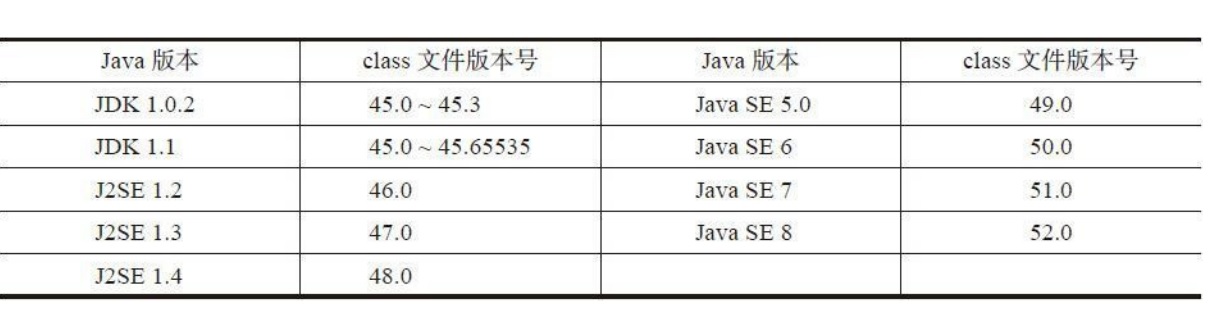 Java 版本 class 文件版本号 Java 版本 class 文件版本号
JDK 1.0.2 45.0 ~ 45.3 Java SE 5.0 49.0
JDK 1.1 45.0 ~ 45.65535 Java SE 6 50.0
J2SE 1.2 46.0 Java SE 7 51.0
J2SE 1.3 47.0 Java SE 8 52.0
J2SE 1.4 48.0